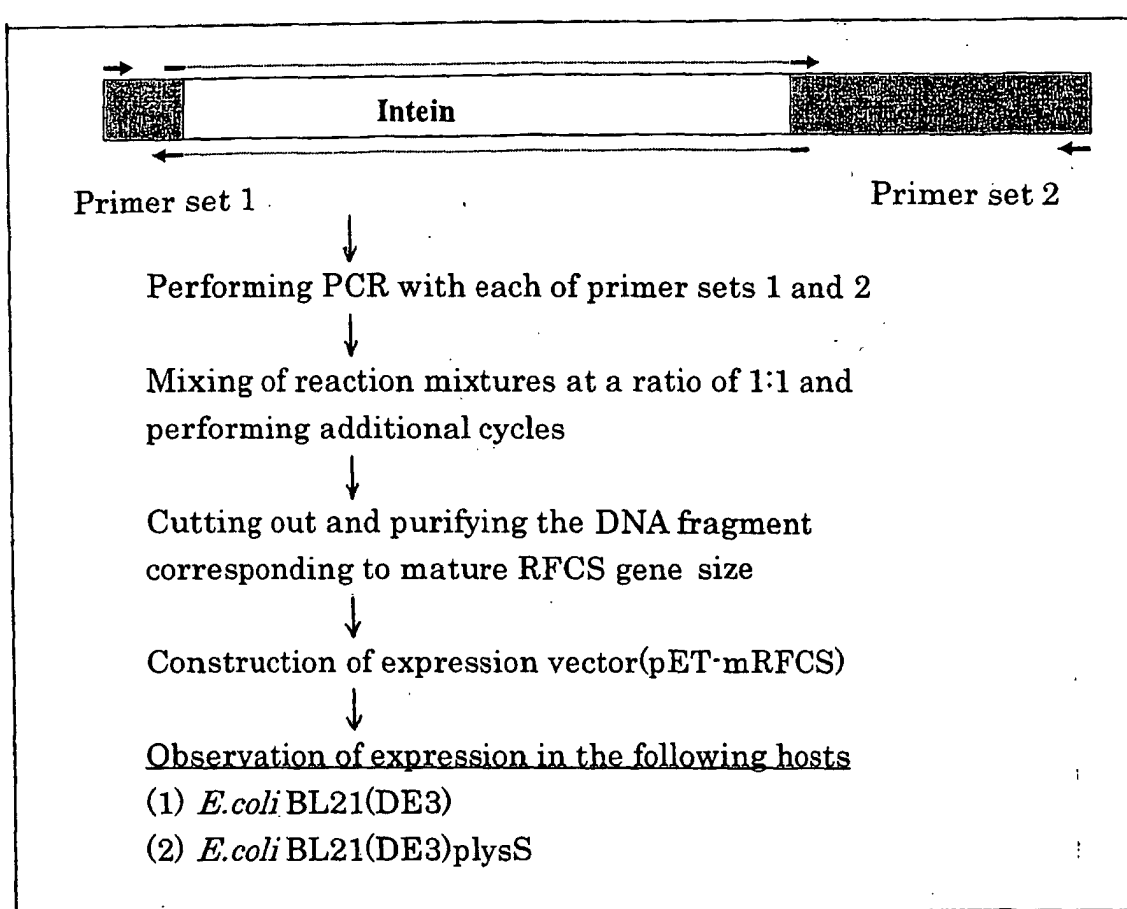 Intein
Primer set 1
Primer set 2
Performing PCR with each of primer sets 1 and 2
Mixing of reaction mixtures at a ratio of 1:1 and
performing additional cycles
Cutting out and purifying the DNA fragment
corresponding to mature RFCS gene size
Construction of expression vector(pET-mRFCS)
Observation of expression in the following hosts
(1) E.coli BL21(DE3)
(2) E.coli BL21(DE3)plysS